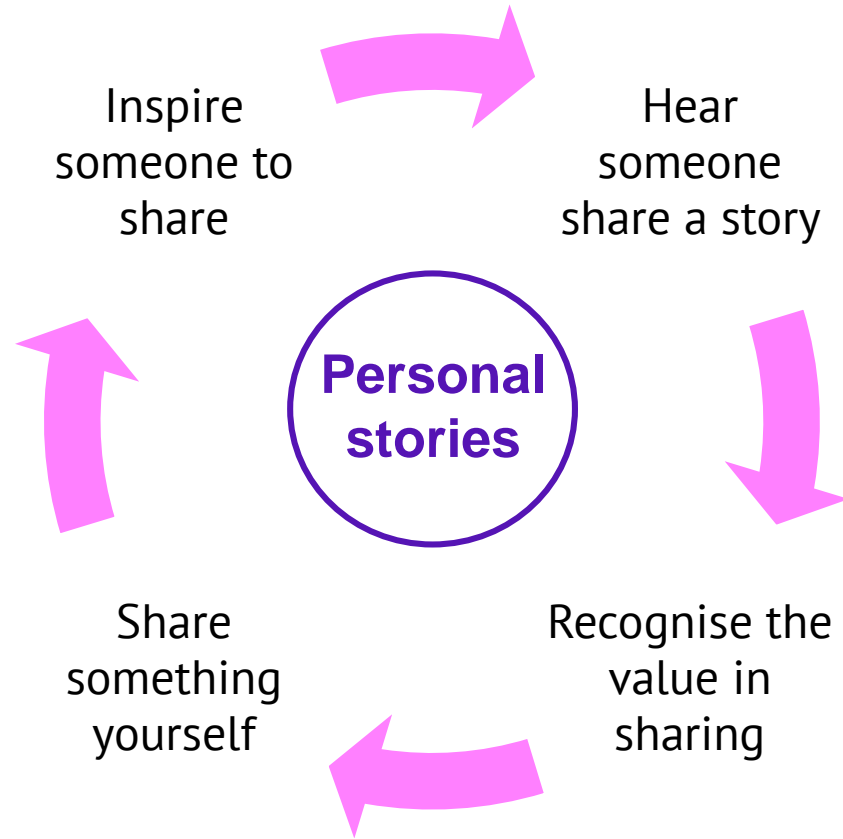 Inspire
someone to
share
Hear
someone
share a story
Personal
stories
Share
something
yourself
Recognise the
value in
sharing